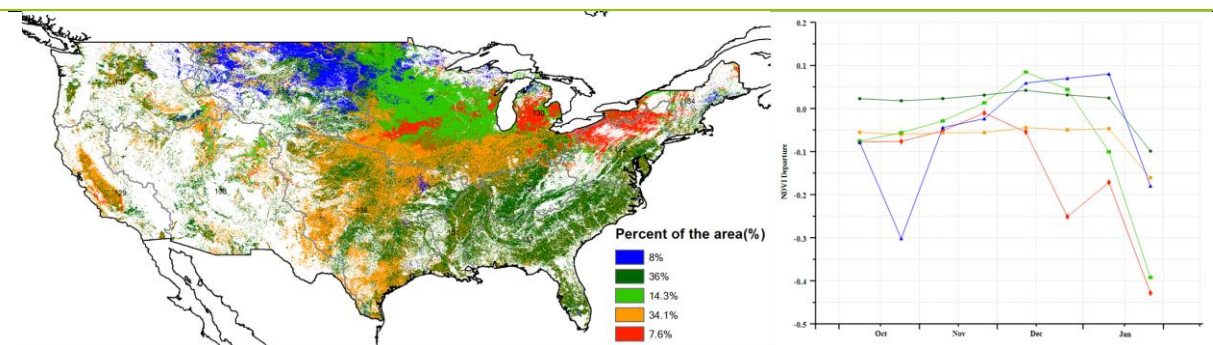 Percent of the area(%)
8%
36%
14.3%
34.1%
7.6%
NDVI Departure
0.2
0.1
0.0
-0.1
-0.2
-0.3
-0.4
-0.5
Oct
Nov
Dec
Jan